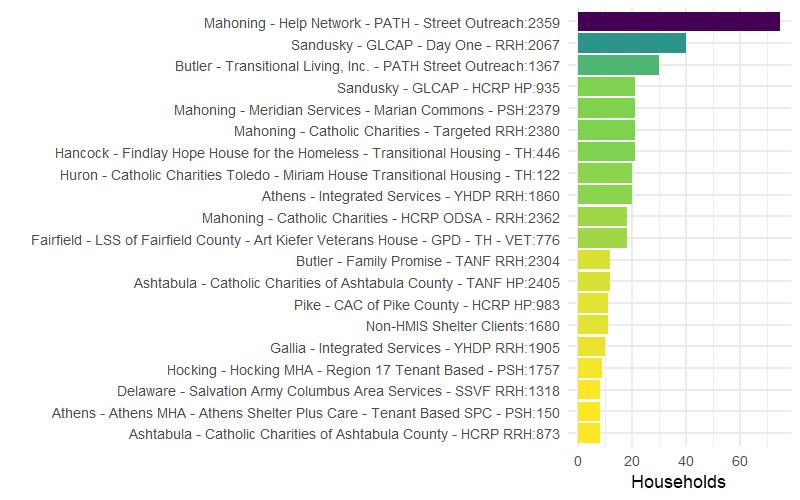 Mahoning - Help Network - PATH - Street Outreach:2359
Sandusky - GLCAP - Day One - RRH:2067
Butler - Transitional Living, Inc. - PATH Street Outreach:1367
Sandusky - GLCAP - HCRP HP:935
Mahoning - Meridian Services - Marian Commons - PSH:2379
Mahoning - Catholic Charities - Targeted RRH:2380
Hancock - Findlay Hope House for the Homeless - Transitional Housing - TH:446
Huron - Catholic Charities Toledo - Miriam House Transitional Housing - TH:122
Athens - Integrated Services - YHDP RRH:1860
Mahoning - Catholic Charities - HCRP ODSA - RRH:2362
Fairfield - LSS of Fairfield County - Art Kiefer Veterans House - GPD - TH - VET:776
Butler - Family Promise - TANF RRH:2304
Ashtabula - Catholic Charities of Ashtabula County - TANF HP:2405
Pike - CAC of Pike County - HCRP HP:983
Non-HMIS Shelter Clients:1680
Gallia - Integrated Services - YHDP RRH:1905
Hocking - Hocking MHA - Region 17 Tenant Based - PSH:1757
Delaware - Salvation Army Columbus Area Services - SSVF RRH:1318
Athens - Athens MHA - Athens Shelter Plus Care - Tenant Based SPC - PSH:150
Ashtabula - Catholic Charities of Ashtabula County - HCRP RRH:873
0 20 40 60
Households